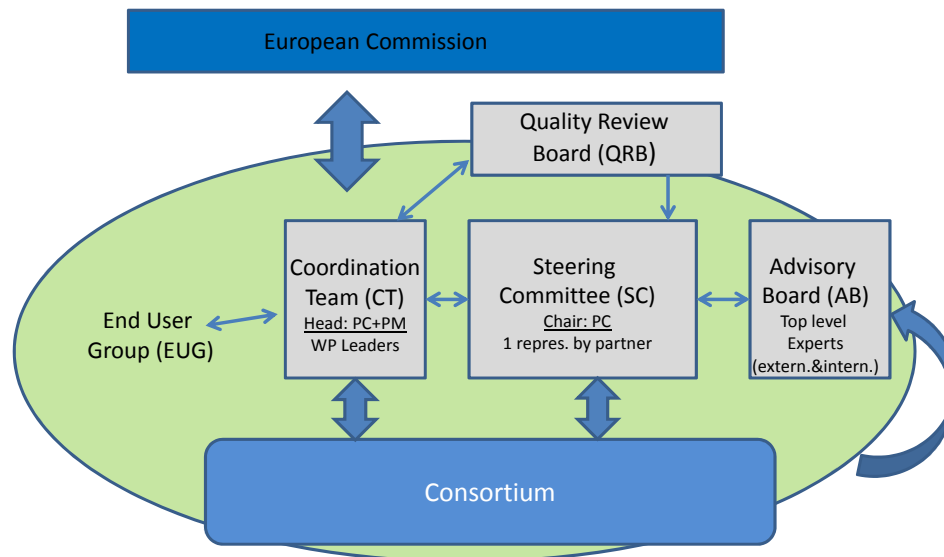 European Commission
Quality Review
Board (QRB)
Coordination
Team (CT)
Head: PC+PM
WP Leaders
Steering
Committee (SC)
Chair: PC
1 repres. by partner
Advisory
Board (AB)
Top level
Experts
(extern.&intern.)
End User
Group (EUG)
Consortium